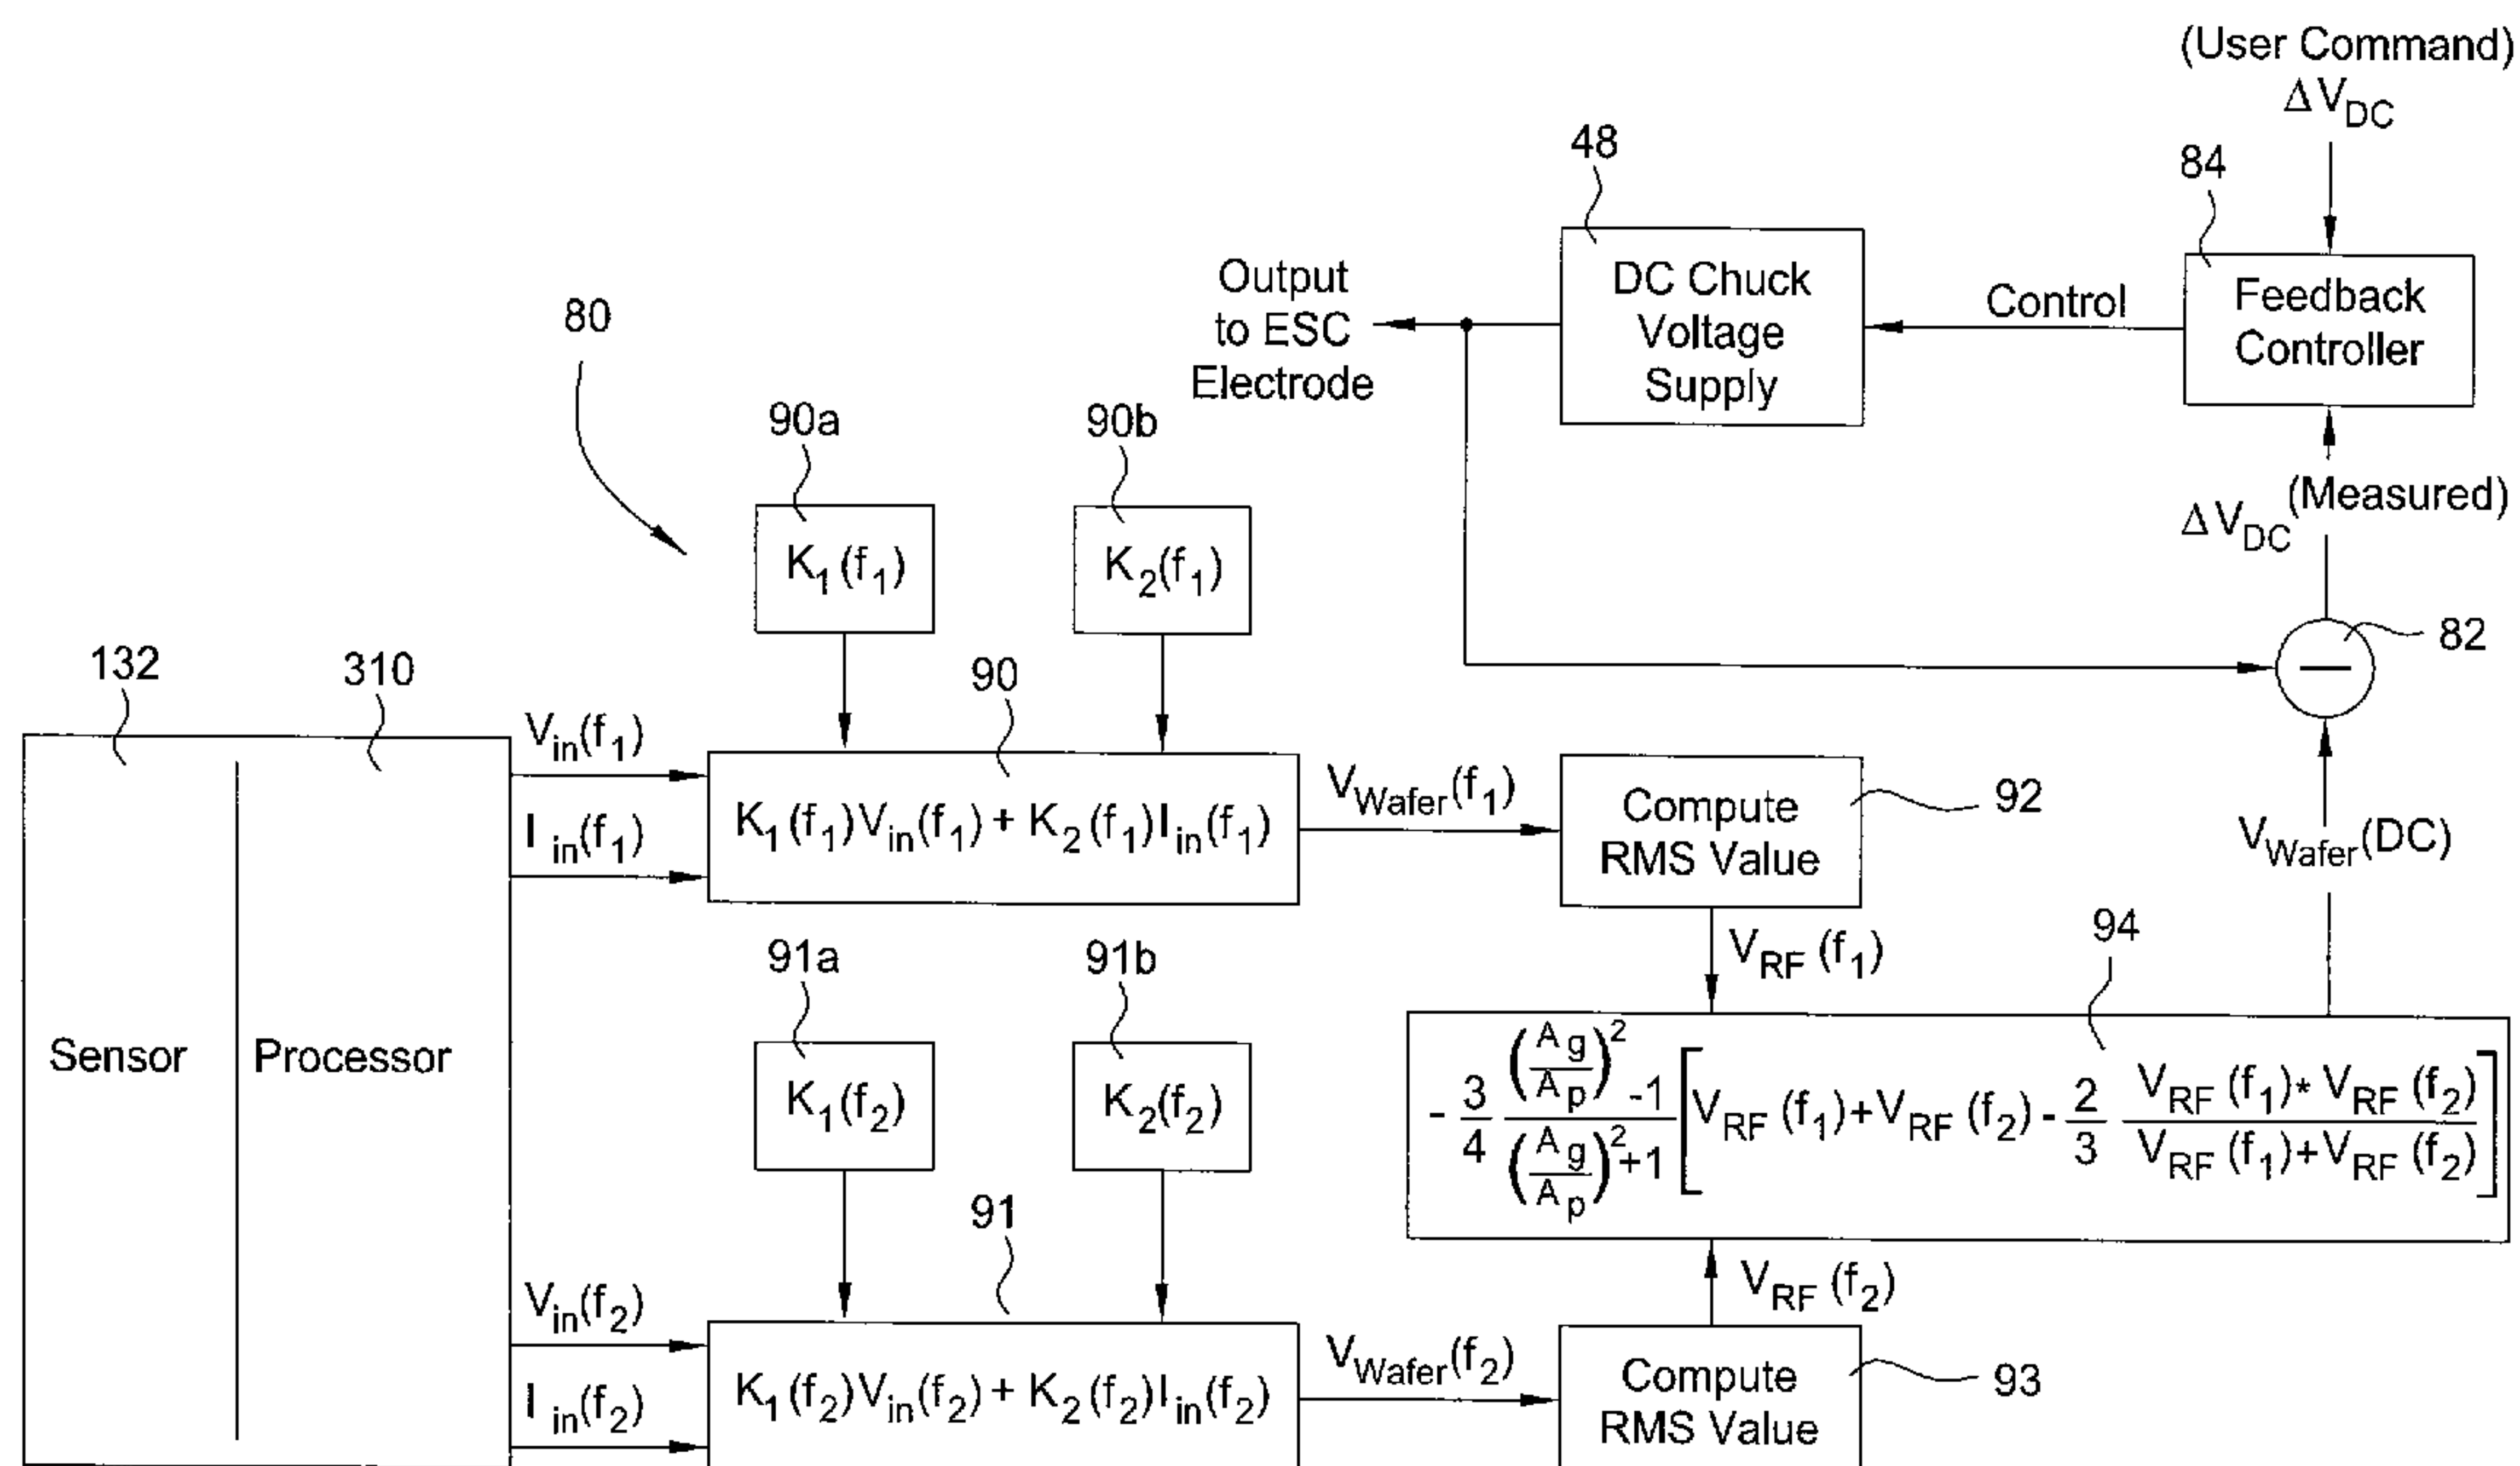 (User Command)
ΔV_DC
48
84
DC Chuck
Voltage
Supply
Control
Feedback
Controller
Output
to ESC
Electrode
80
(Measured)
ΔV_DC
90a
90b
K_1(f_1)
K_2(f_1)
82
132
310
90
V_in(f_1)
I_in(f_1)
K_1(f_1)V_in(f_1) + K_2(f_1)I_in(f_1)
V_Wafer(f_1)
Compute
RMS Value
92
V_Wafer(DC)
V_RF (f_1)
94
91a
91b
Sensor
Processor
K_1(f_2)
K_2(f_2)
- 3/4 ((A_g/A_p)^2 -1)/((A_g/A_p)^2+1) [V_RF (f_1)+V_RF (f_2) - 2/3 (V_RF (f_1)* V_RF (f_2))/(V_RF (f_1)+V_RF (f_2))]
91
V_RF (f_2)
V_in(f_2)
I_in(f_2)
K_1(f_2)V_in(f_2) + K_2(f_2)I_in(f_2)
V_Wafer(f_2)
Compute
RMS Value
93